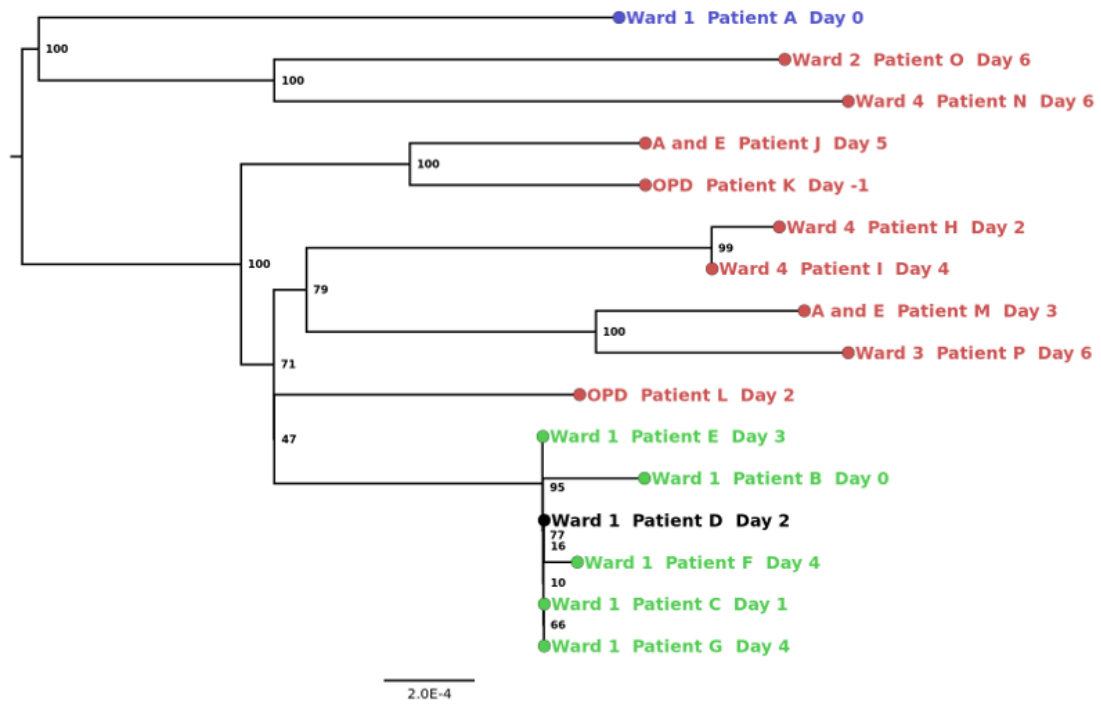 Ward 1 Patient A Day 0
100
Ward 2 Patient O Day 6
100
Ward 4 Patient N Day 6
A and E Patient J Day 5
100
OPD Patient K Day -1
Ward 4 Patient H Day 2
99
100
Ward 4 Patient I Day 4
79
A and E Patient M Day 3
100
Ward 3 Patient P Day 6
71
OPD Patient L Day 2
Ward 1 Patient E Day 3
47
Ward 1 Patient B Day 0
95
Ward 1 Patient D Day 2
77
16
Ward 1 Patient F Day 4
10
Ward 1 Patient C Day 1
66
Ward 1 Patient G Day 4
2.0E-4